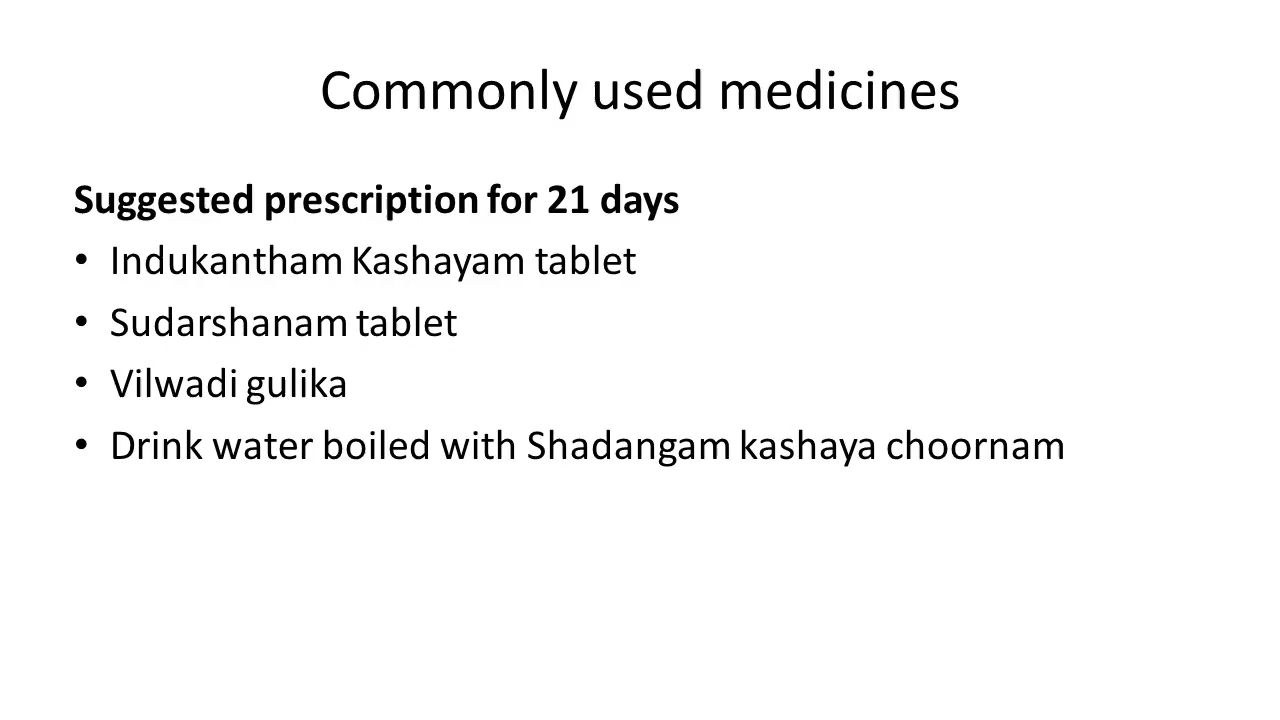 Commonly used medicines
Suggested prescription for 21 days
• Indukantham Kashayam tablet
• Sudarshanam tablet
• Vilwadi gulika
• Drink water boiled with Shadangam kashaya choornam